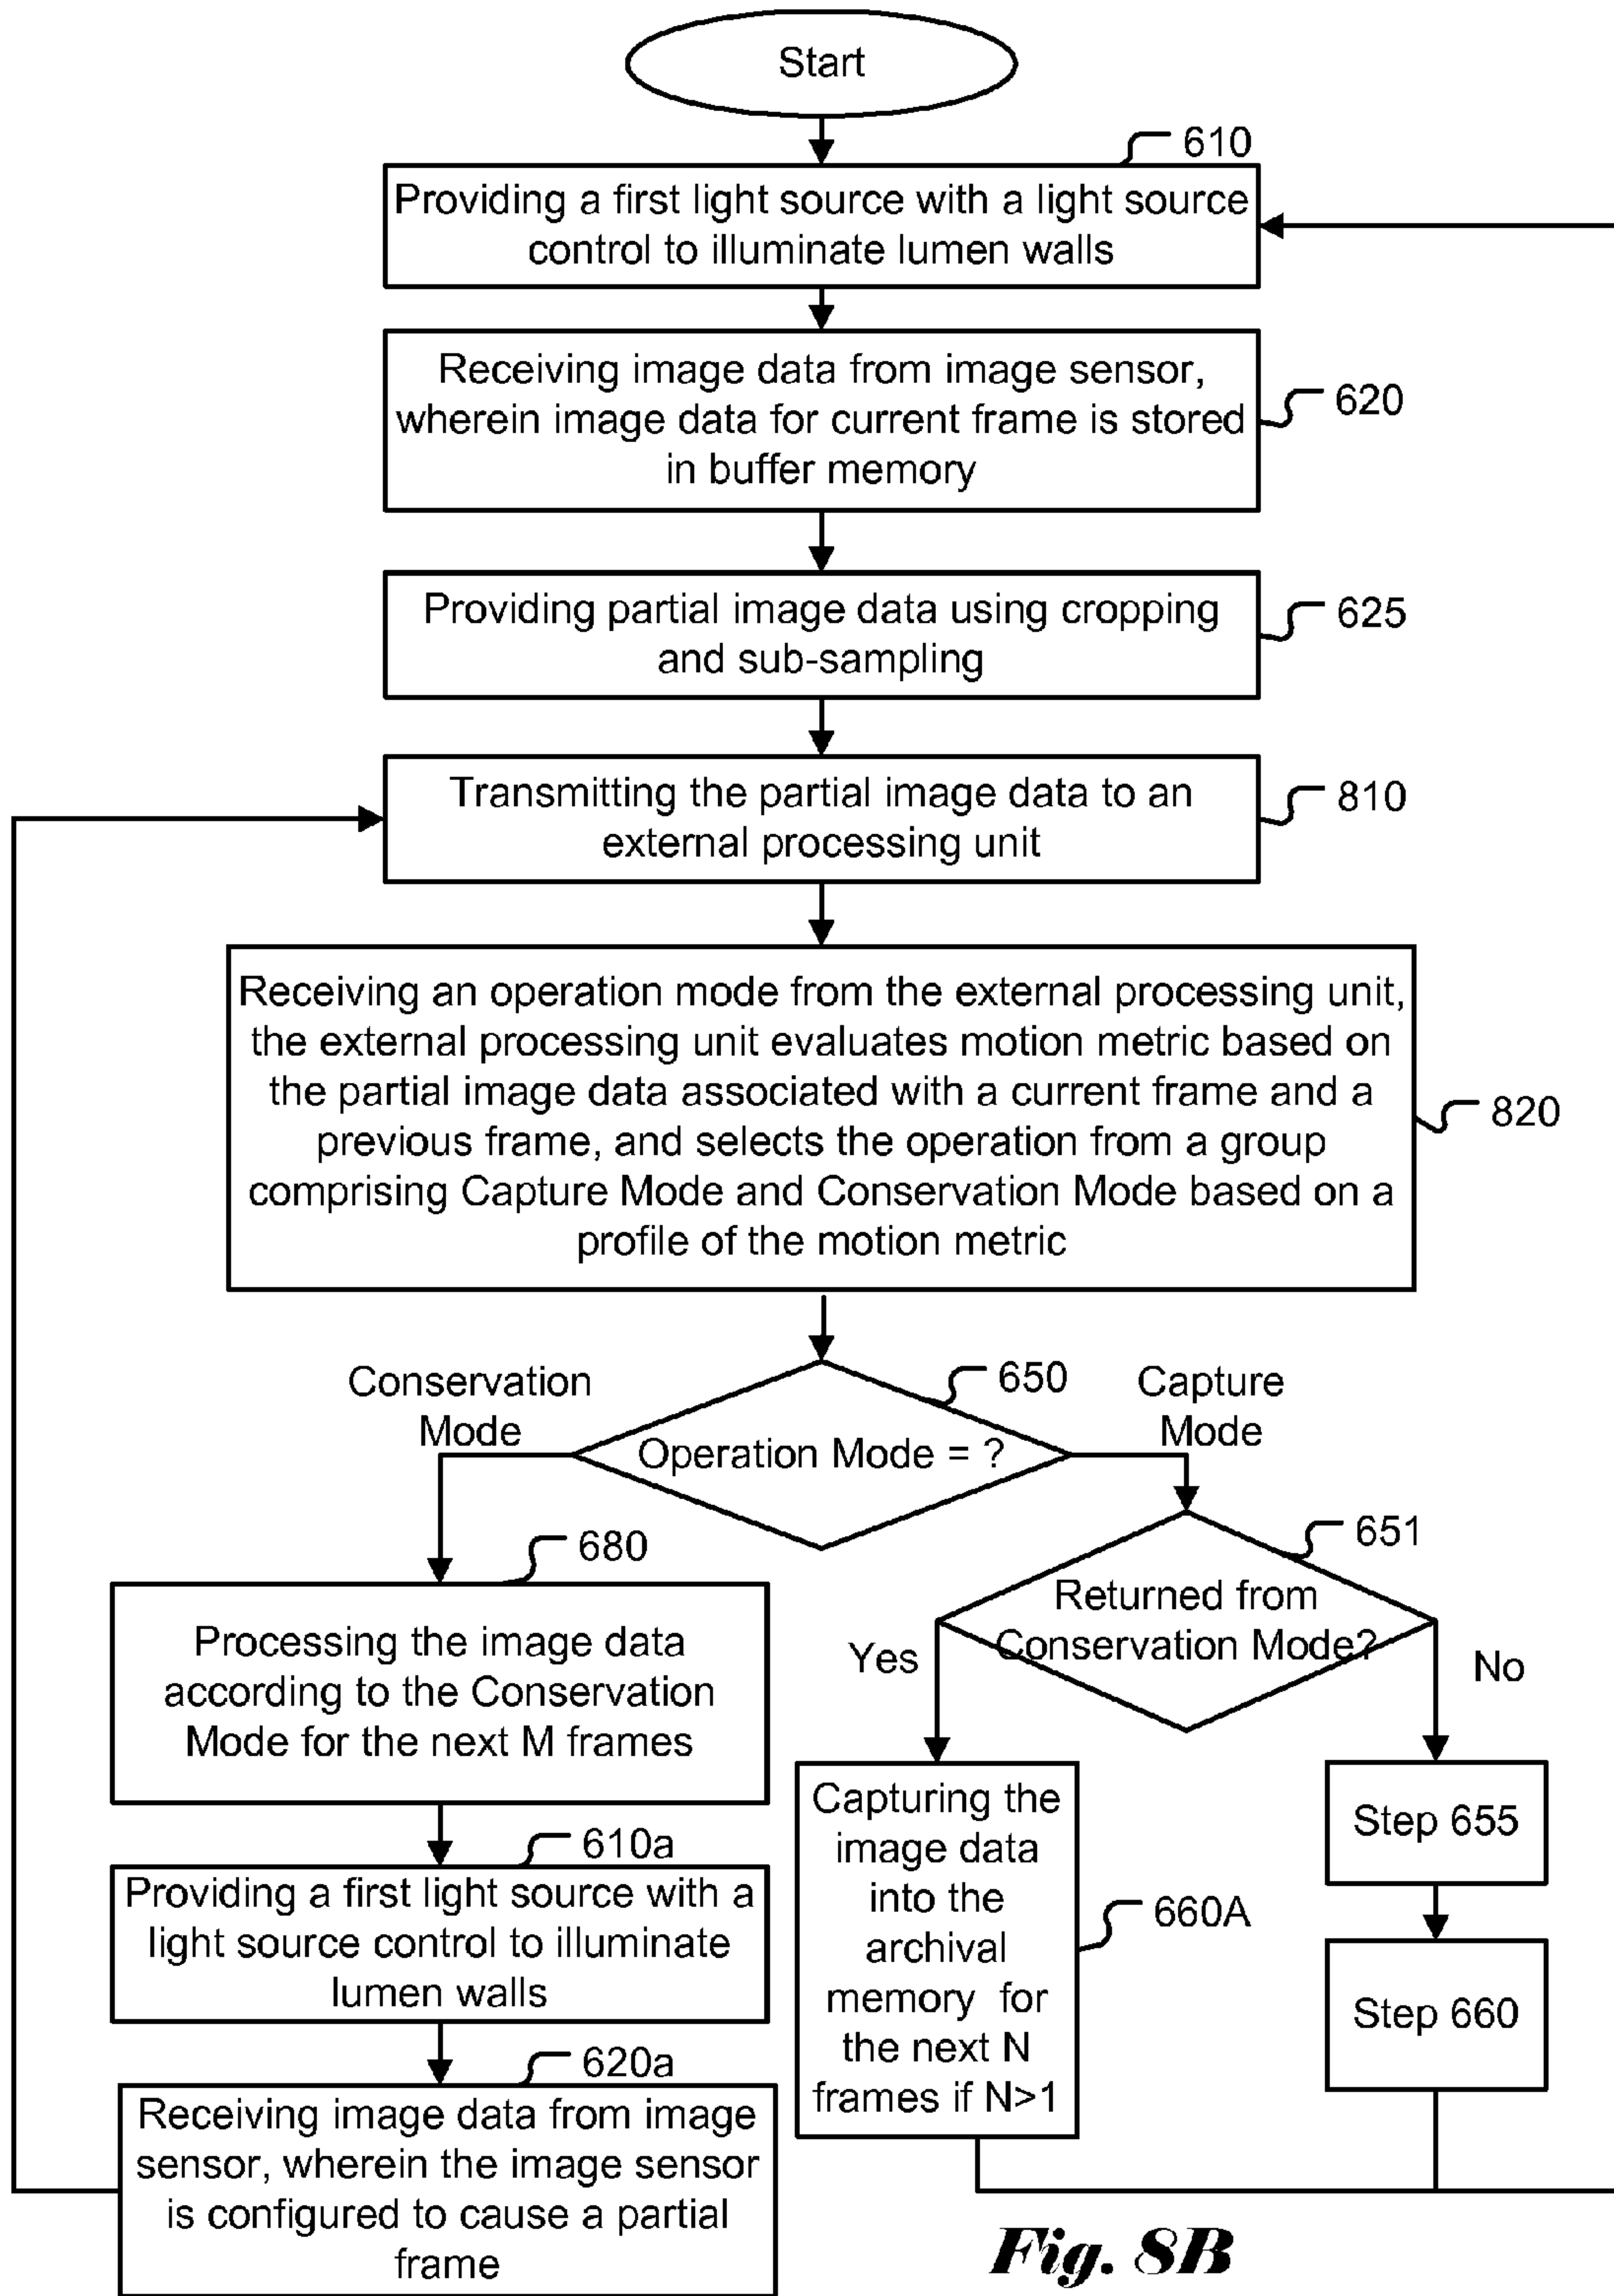 Start
610
Providing a first light source with a light source
control to illuminate lumen walls
Receiving image data from image sensor,
wherein image data for current frame is stored
in buffer memory
620
Providing partial image data using cropping
and sub-sampling
625
Transmitting the partial image data to an
external processing unit
810
Receiving an operation mode from the external processing unit,
the external processing unit evaluates motion metric based on
the partial image data associated with a current frame and a
previous frame, and selects the operation from a group
comprising Capture Mode and Conservation Mode based on a
profile of the motion metric
820
Conservation
Mode
650
Capture
Mode
Operation Mode = ?
680
Processing the image data
according to the Conservation
Mode for the next M frames
610a
Providing a first light source with a
light source control to illuminate
lumen walls
620a
Receiving image data from image
sensor, wherein the image sensor
is configured to cause a partial
frame
651
Returned from
Conservation Mode?
Yes
No
Capturing the
image data
into the
archival
memory for
the next N
frames if N>1
660A
Step 655
Step 660
Fig. 8B